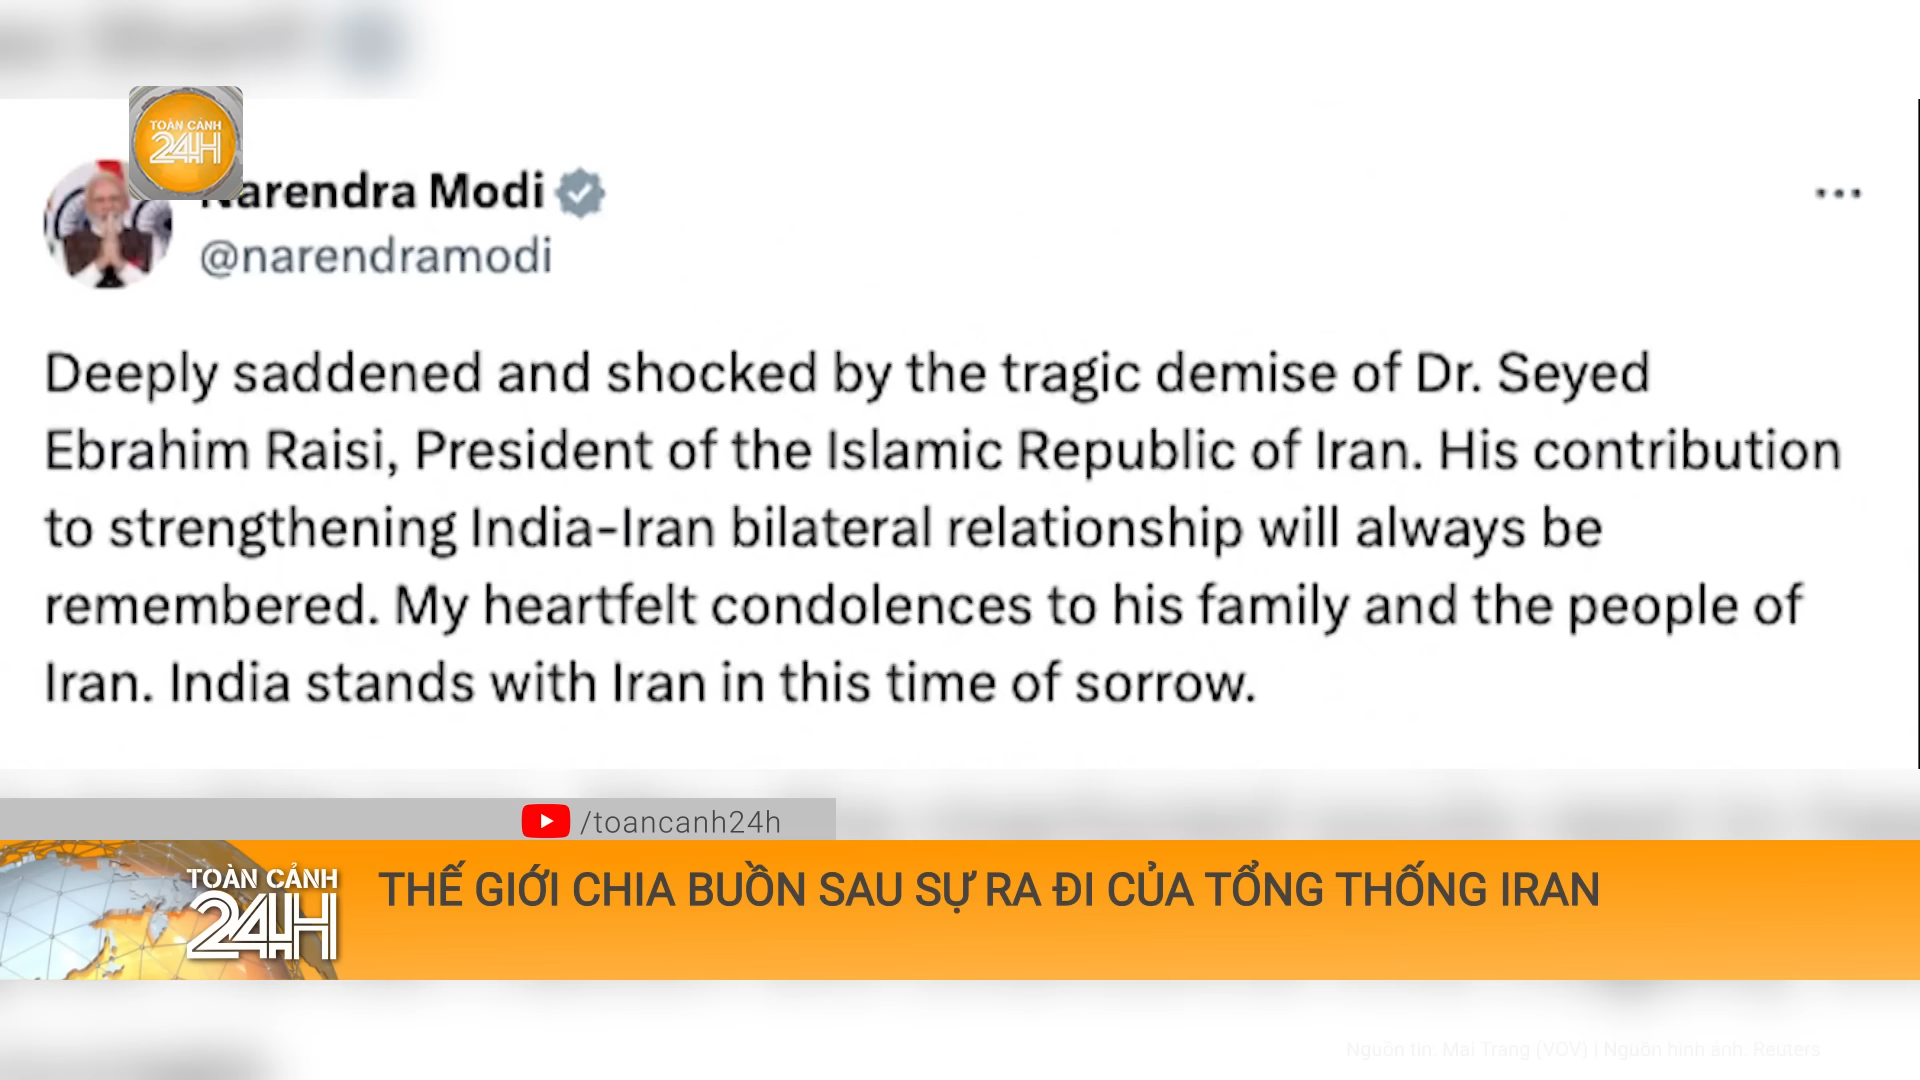 TOÀN CẢNH
24H
Narendra Modi
@narendramodi
Deeply saddened and shocked by the tragic demise of Dr. Seyed
Ebrahim Raisi, President of the Islamic Republic of Iran. His contribution
to strengthening India-Iran bilateral relationship will always be
remembered. My heartfelt condolences to his family and the people of
Iran. India stands with Iran in this time of sorrow.
/toancanh24h
TOÀN CẢNH
24H
THẾ GIỚI CHIA BUỒN SAU SỰ RA ĐI CỦA TỔNG THỐNG IRAN
Nguồn tin: Mai Trang (VOV) | Nguồn hình ảnh: Reuters